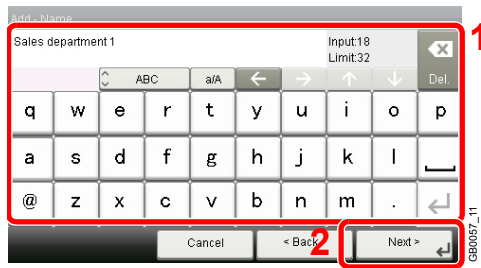 Add - Name
Sales department 1
Input:18
Limit:32
1
ABC a/A ← → ↑ ↓ Del.
q w e r t y u i o p
a s d f g h j k l
@ z x c v b n m .
2
Cancel < Back Next >
GB0057_11